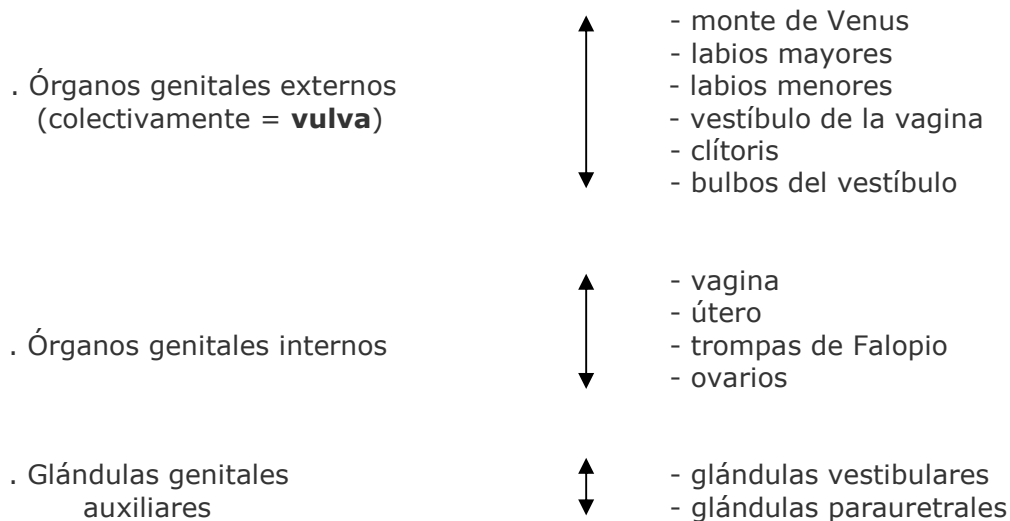 - monte de Venus
- labios mayores
. Órganos genitales externos - labios menores
(colectivamente = vulva) - vestíbulo de la vagina
- clítoris
- bulbos del vestíbulo
- vagina
- útero
. Órganos genitales internos - trompas de Falopio
- ovarios
. Glándulas genitales - glándulas vestibulares
auxiliares - glándulas parauretrales